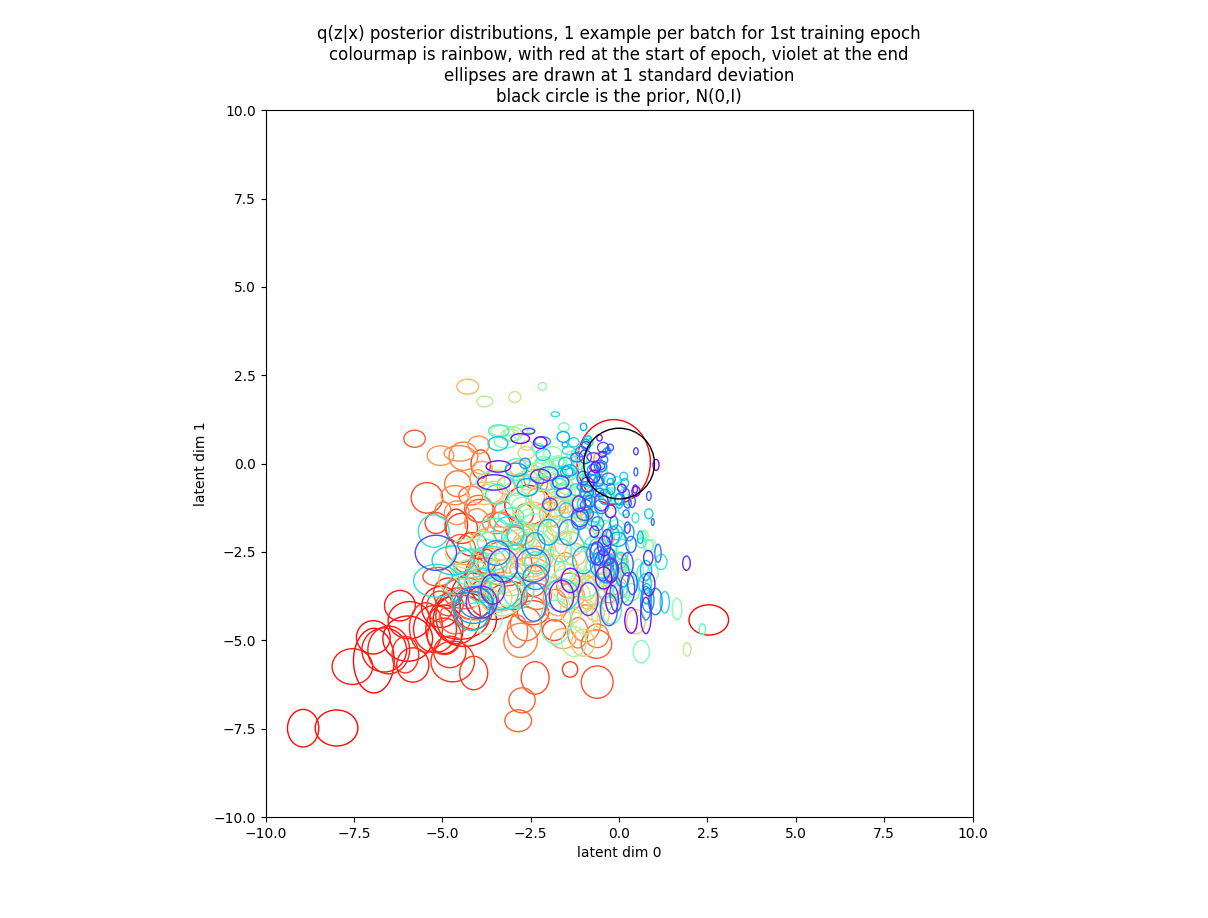 q(z|x) posterior distributions, 1 example per batch for 1st training epoch
colourmap is rainbow, with red at the start of epoch, violet at the end
ellipses are drawn at 1 standard deviation
black circle is the prior, N(0,I)
10.0
7.5
5.0
2.5
0.0
−2.5
−5.0
−7.5
−10.0
latent dim 1
−10.0 −7.5 −5.0 −2.5 0.0 2.5 5.0 7.5 10.0
latent dim 0